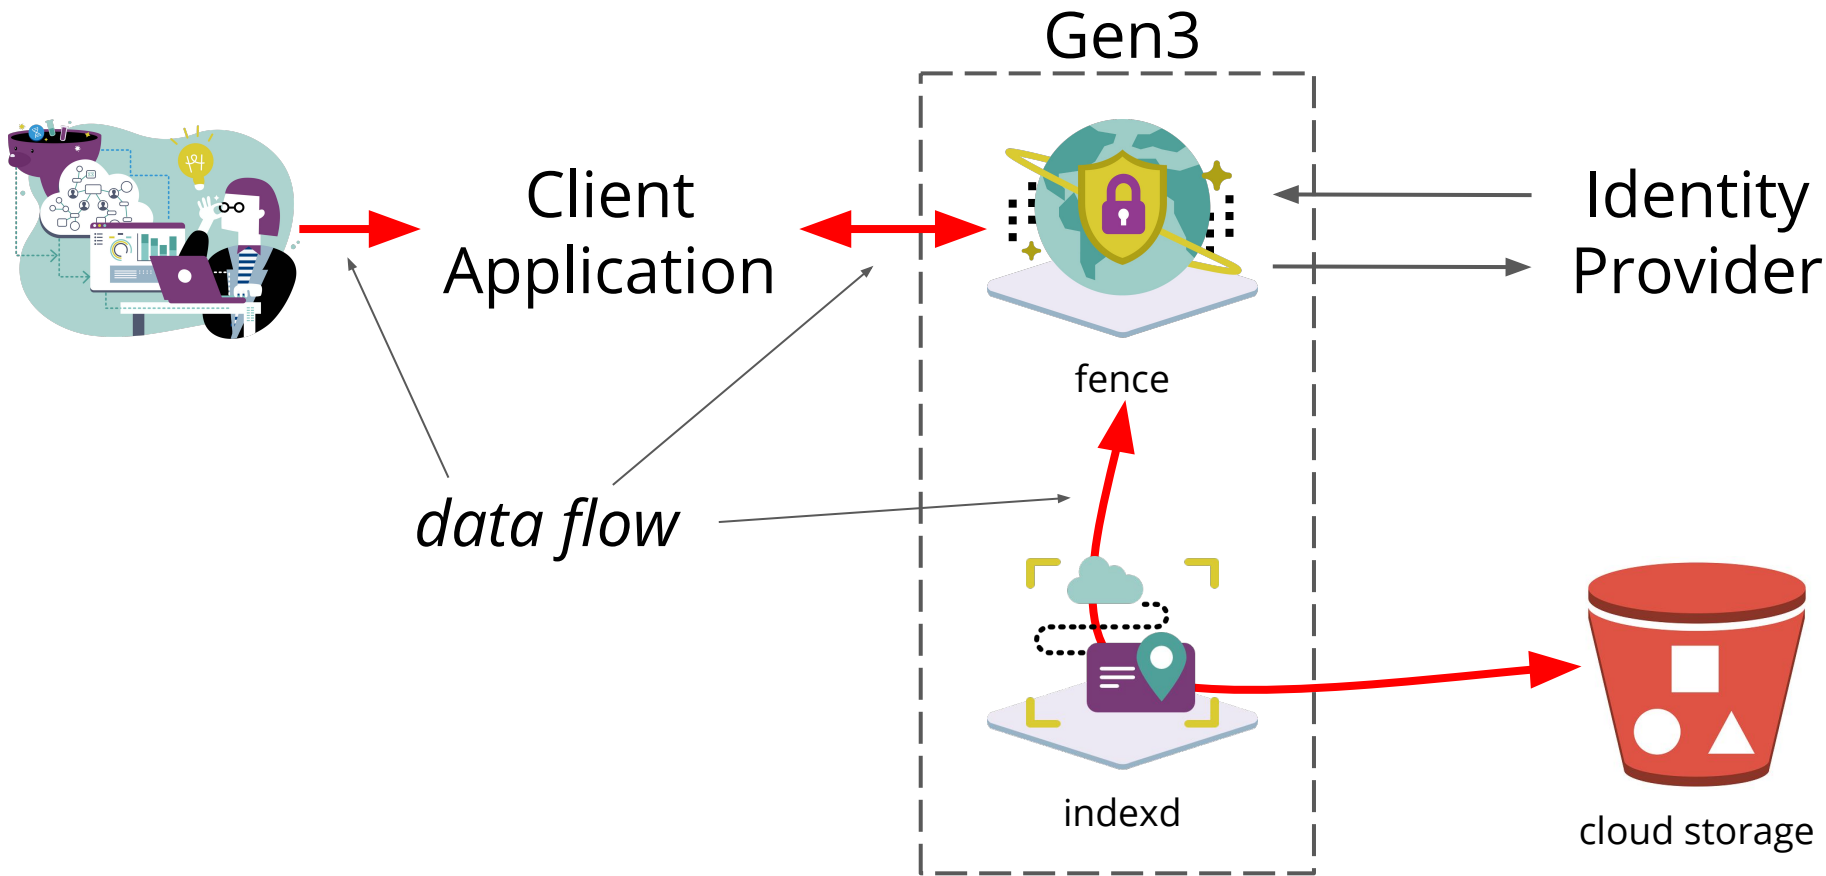 Gen3
Client
Application
Identity
Provider
fence
data flow
indexd
cloud storage